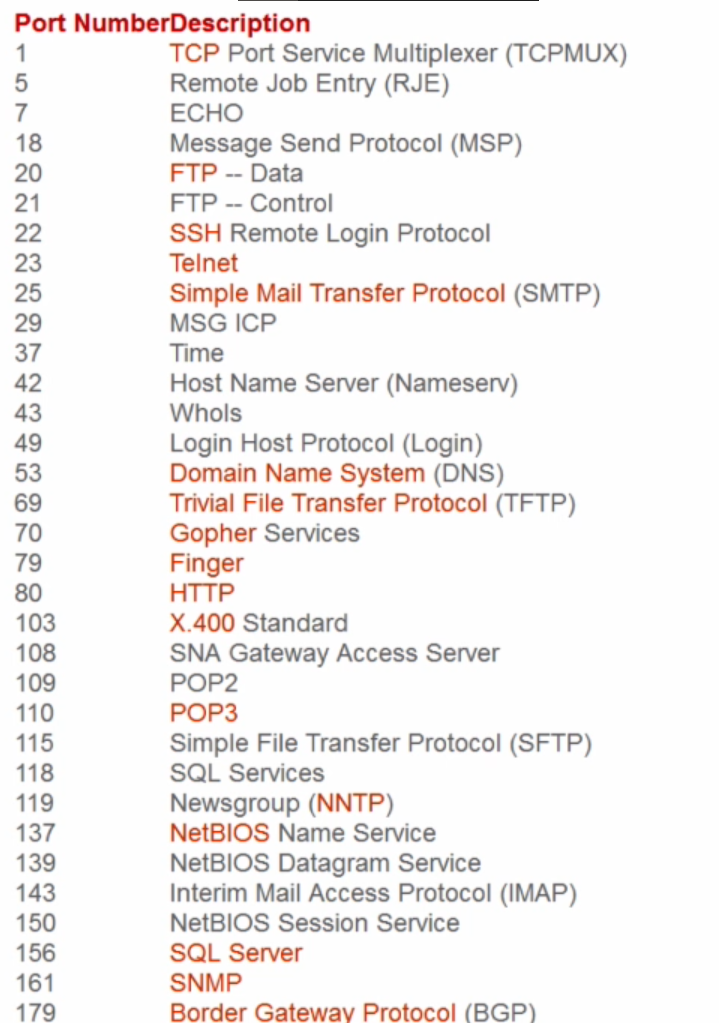 Port NumberDescription
1 TCP Port Service Multiplexer (TCPMUX)
5 Remote Job Entry (RJE)
7 ECHO
18 Message Send Protocol (MSP)
20 FTP -- Data
21 FTP -- Control
22 SSH Remote Login Protocol
23 Telnet
25 Simple Mail Transfer Protocol (SMTP)
29 MSG ICP
37 Time
42 Host Name Server (Nameserv)
43 WhoIs
49 Login Host Protocol (Login)
53 Domain Name System (DNS)
69 Trivial File Transfer Protocol (TFTP)
70 Gopher Services
79 Finger
80 HTTP
103 X.400 Standard
108 SNA Gateway Access Server
109 POP2
110 POP3
115 Simple File Transfer Protocol (SFTP)
118 SQL Services
119 Newsgroup (NNTP)
137 NetBIOS Name Service
139 NetBIOS Datagram Service
143 Interim Mail Access Protocol (IMAP)
150 NetBIOS Session Service
156 SQL Server
161 SNMP
179 Border Gateway Protocol (BGP)